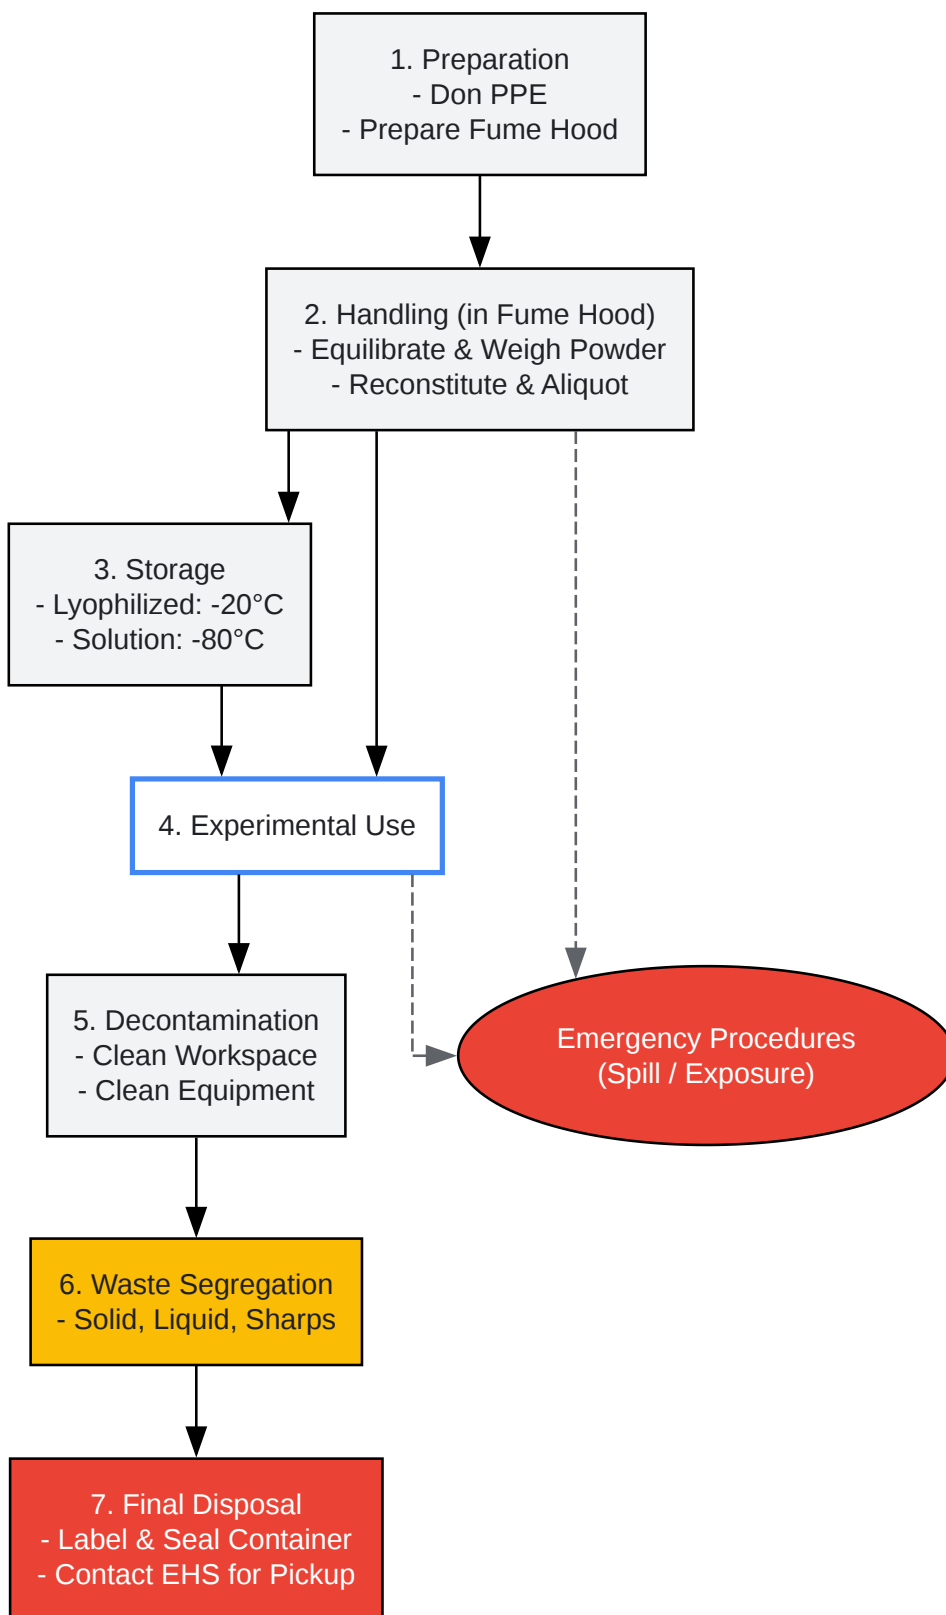 1. Preparation
- Don PPE
- Prepare Fume Hood
2. Handling (in Fume Hood)
- Equilibrate & Weigh Powder
- Reconstitute & Aliquot
3. Storage
- Lyophilized: -20°C
- Solution: -80°C
4. Experimental Use
5. Decontamination
- Clean Workspace
- Clean Equipment
Emergency Procedures
(Spill / Exposure)
6. Waste Segregation
- Solid, Liquid, Sharps
7. Final Disposal
- Label & Seal Container
- Contact EHS for Pickup